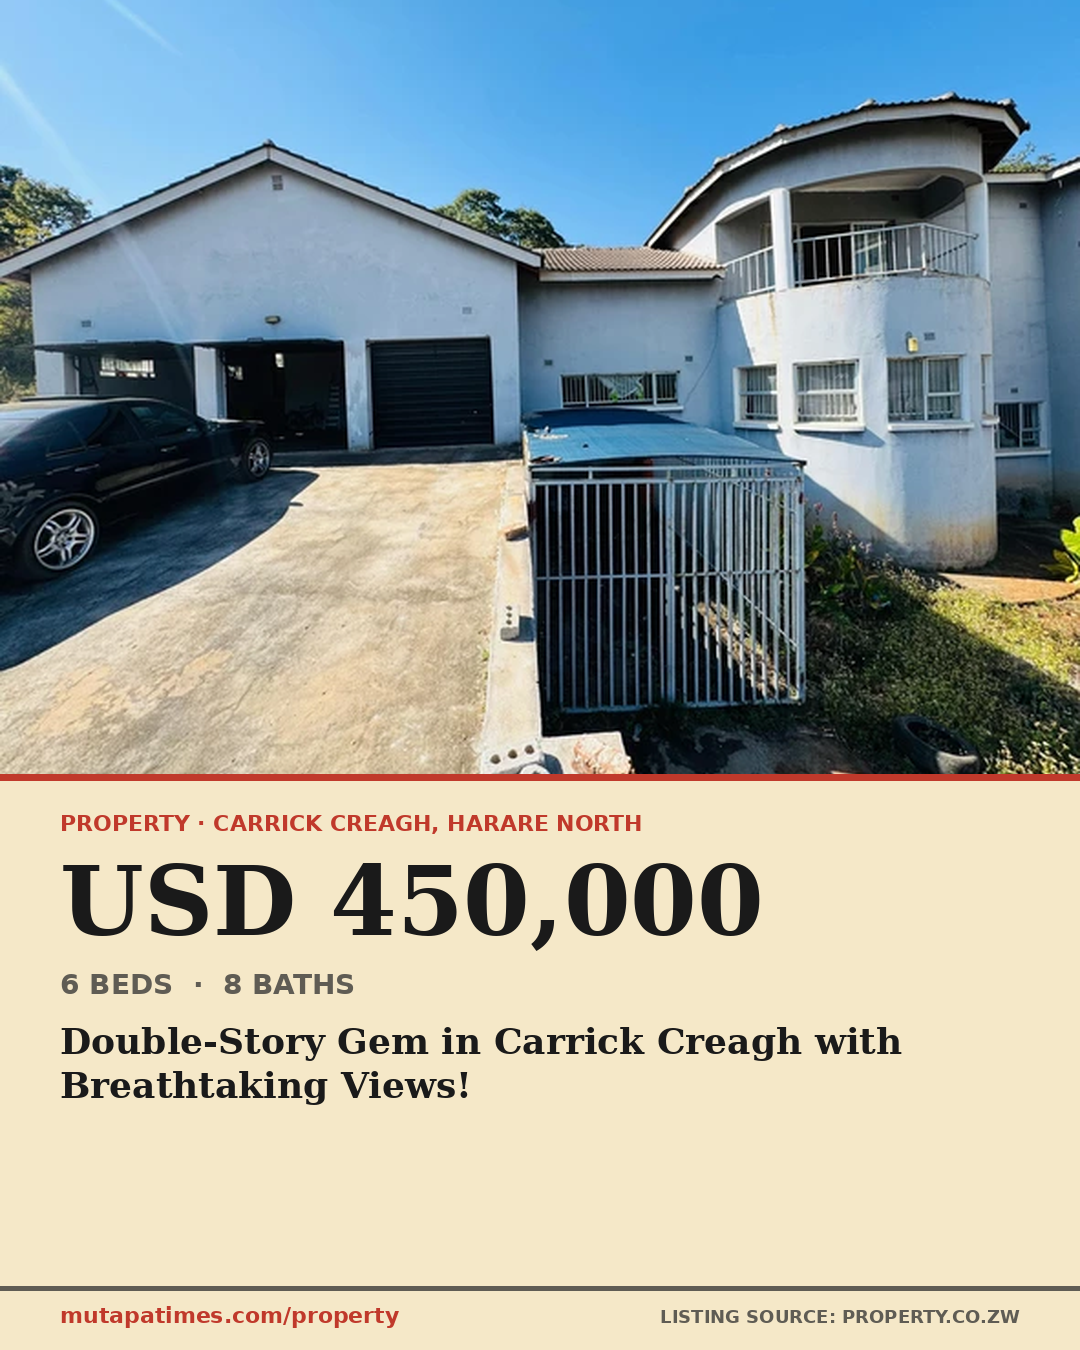 PROPERTY · CARRICK CREAGH, HARARE NORTH
USD 450,000
6 BEDS · 8 BATHS
Double-Story Gem in Carrick Creagh with
Breathtaking Views!
mutapatimes.com/property
LISTING SOURCE: PROPERTY.CO.ZW